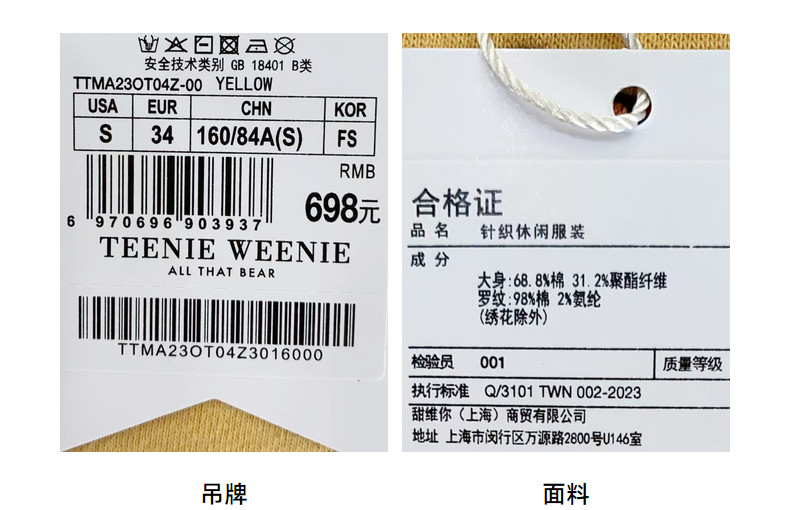 安全技术类别 GB 18401 B类
TTMA23OT04Z-00 YELLOW
USA EUR CHN KOR
S 34 160/84A(S) FS
RMB
698元
6 970696 903937
TEENIE WEENIE
ALL THAT BEAR
TTMA23OT04Z3016000
吊牌
合格证
品名 针织休闲服装
成分
大身:68.8%棉 31.2%聚酯纤维
罗纹:98%棉 2%氨纶
(绣花除外)
检验员 001 质量等级
执行标准 Q/3101 TWN 002-2023
甜维你（上海）商贸有限公司
地址 上海市闵行区万源路2800号U146室
面料